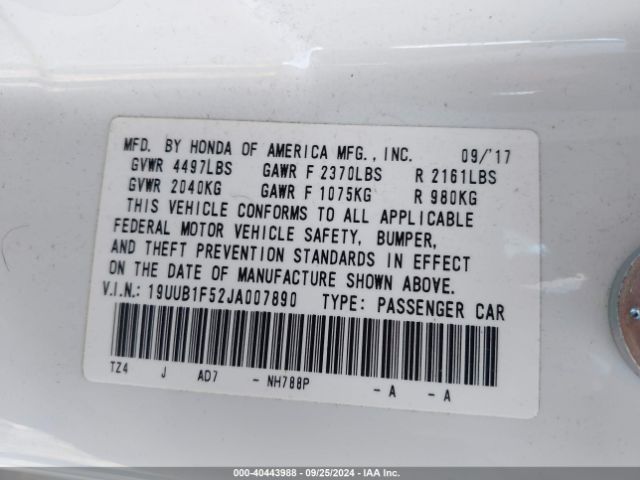 MFD. BY HONDA OF AMERICA MFG., INC. 09/'17
GVWR 4497LBS GAWR F 2370LBS R 2161LBS
GVWR 2040KG GAWR F 1075KG R 980KG
THIS VEHICLE CONFORMS TO ALL APPLICABLE
FEDERAL MOTOR VEHICLE SAFETY, BUMPER,
AND THEFT PREVENTION STANDARDS IN EFFECT
ON THE DATE OF MANUFACTURE SHOWN ABOVE.
V.I.N.: 19UUB1F52JA007890 TYPE: PASSENGER CAR
TZ4 J AD7 - NH788P - A - A
000-40443988 - 09/25/2024 - IAA, Inc.